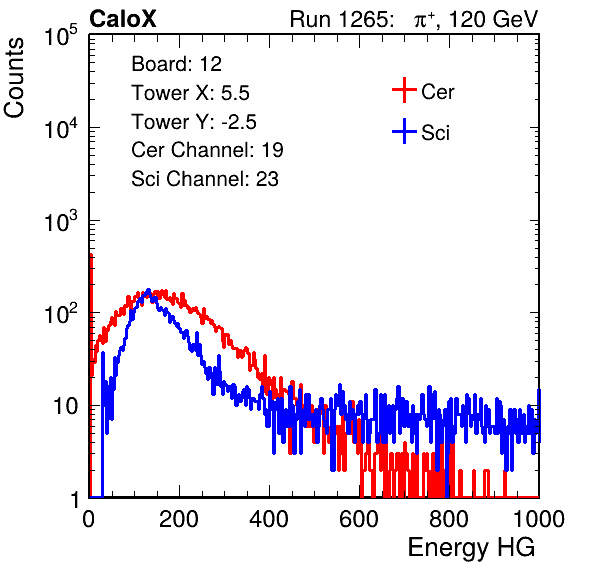 CaloX Run 1265: π⁺, 120 GeV
Counts
10⁵
10⁴
10³
10²
10
1
Board: 12
Tower X: 5.5
Tower Y: -2.5
Cer Channel: 19
Sci Channel: 23
Cer
Sci
0 200 400 600 800 1000
Energy HG